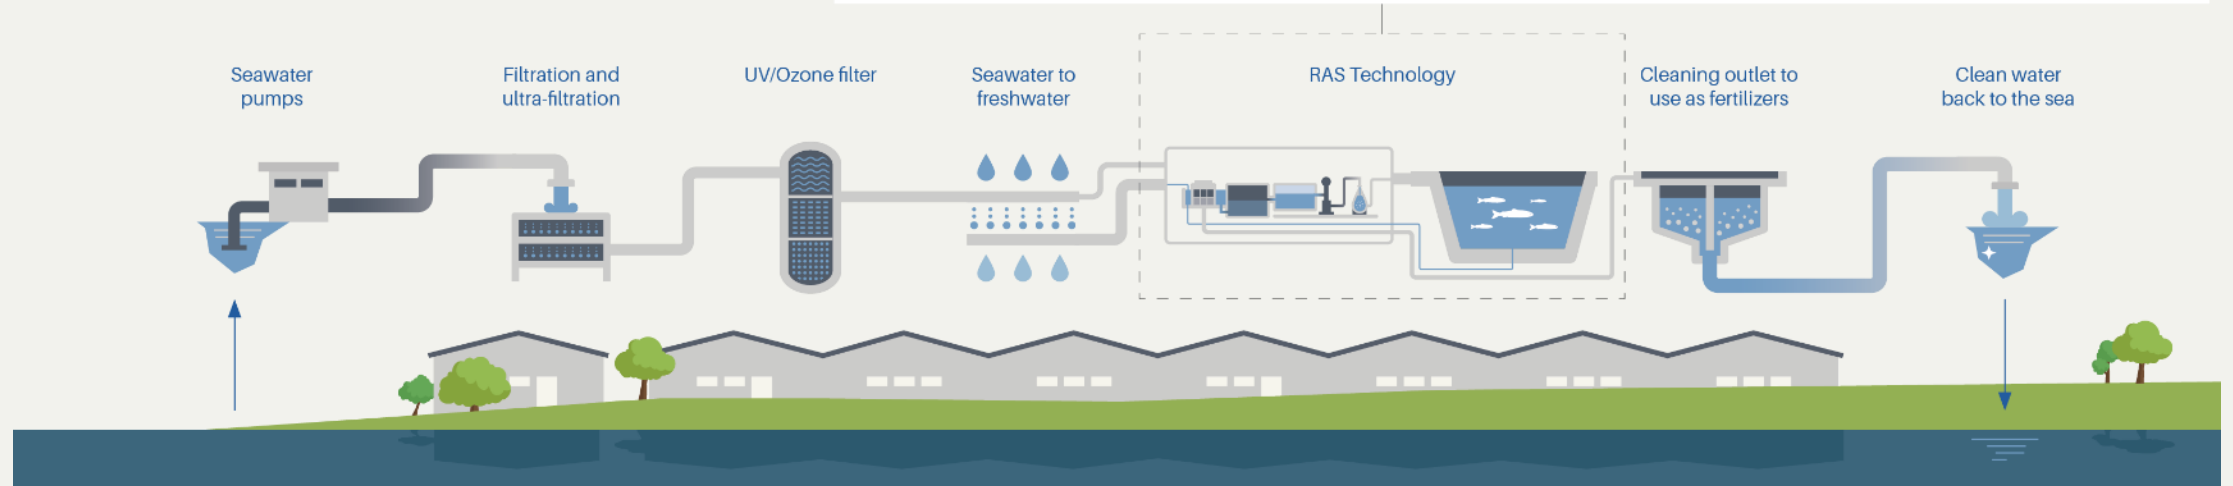 Seawater
pumps
Filtration and
ultra-filtration
UV/Ozone filter
Seawater to
freshwater
RAS Technology
Cleaning outlet to
use as fertilizers
Clean water
back to the sea